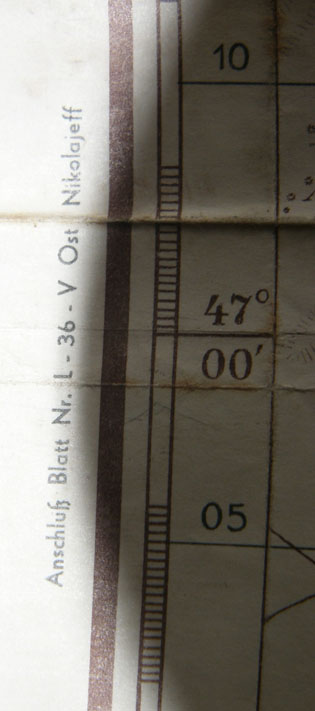 Anschluß Blatt Nr. L - 36 - V Ost Nikolajeff
10
47°
00′
05